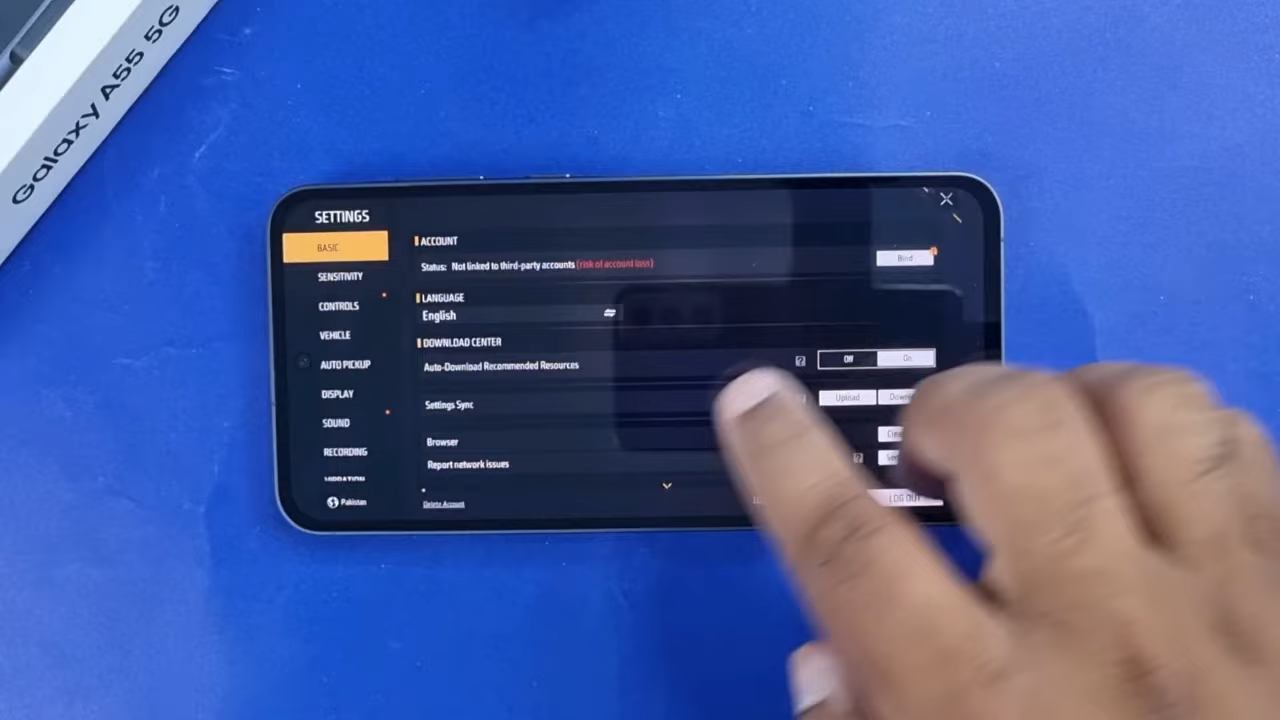 Galaxy A55 5G
SETTINGS
BASIC
SENSITIVITY
CONTROLS
VEHICLE
AUTO PICKUP
DISPLAY
SOUND
RECORDING
VIBRATION
Pakistan
ACCOUNT
Status: Not linked to third-party accounts (risk of account loss)
Bind
LANGUAGE
English
DOWNLOAD CENTER
Auto-Download Recommended Resources
? Off On
Settings Sync
Upload
Browser
Report network issues
?
Delete Account
LOG OUT